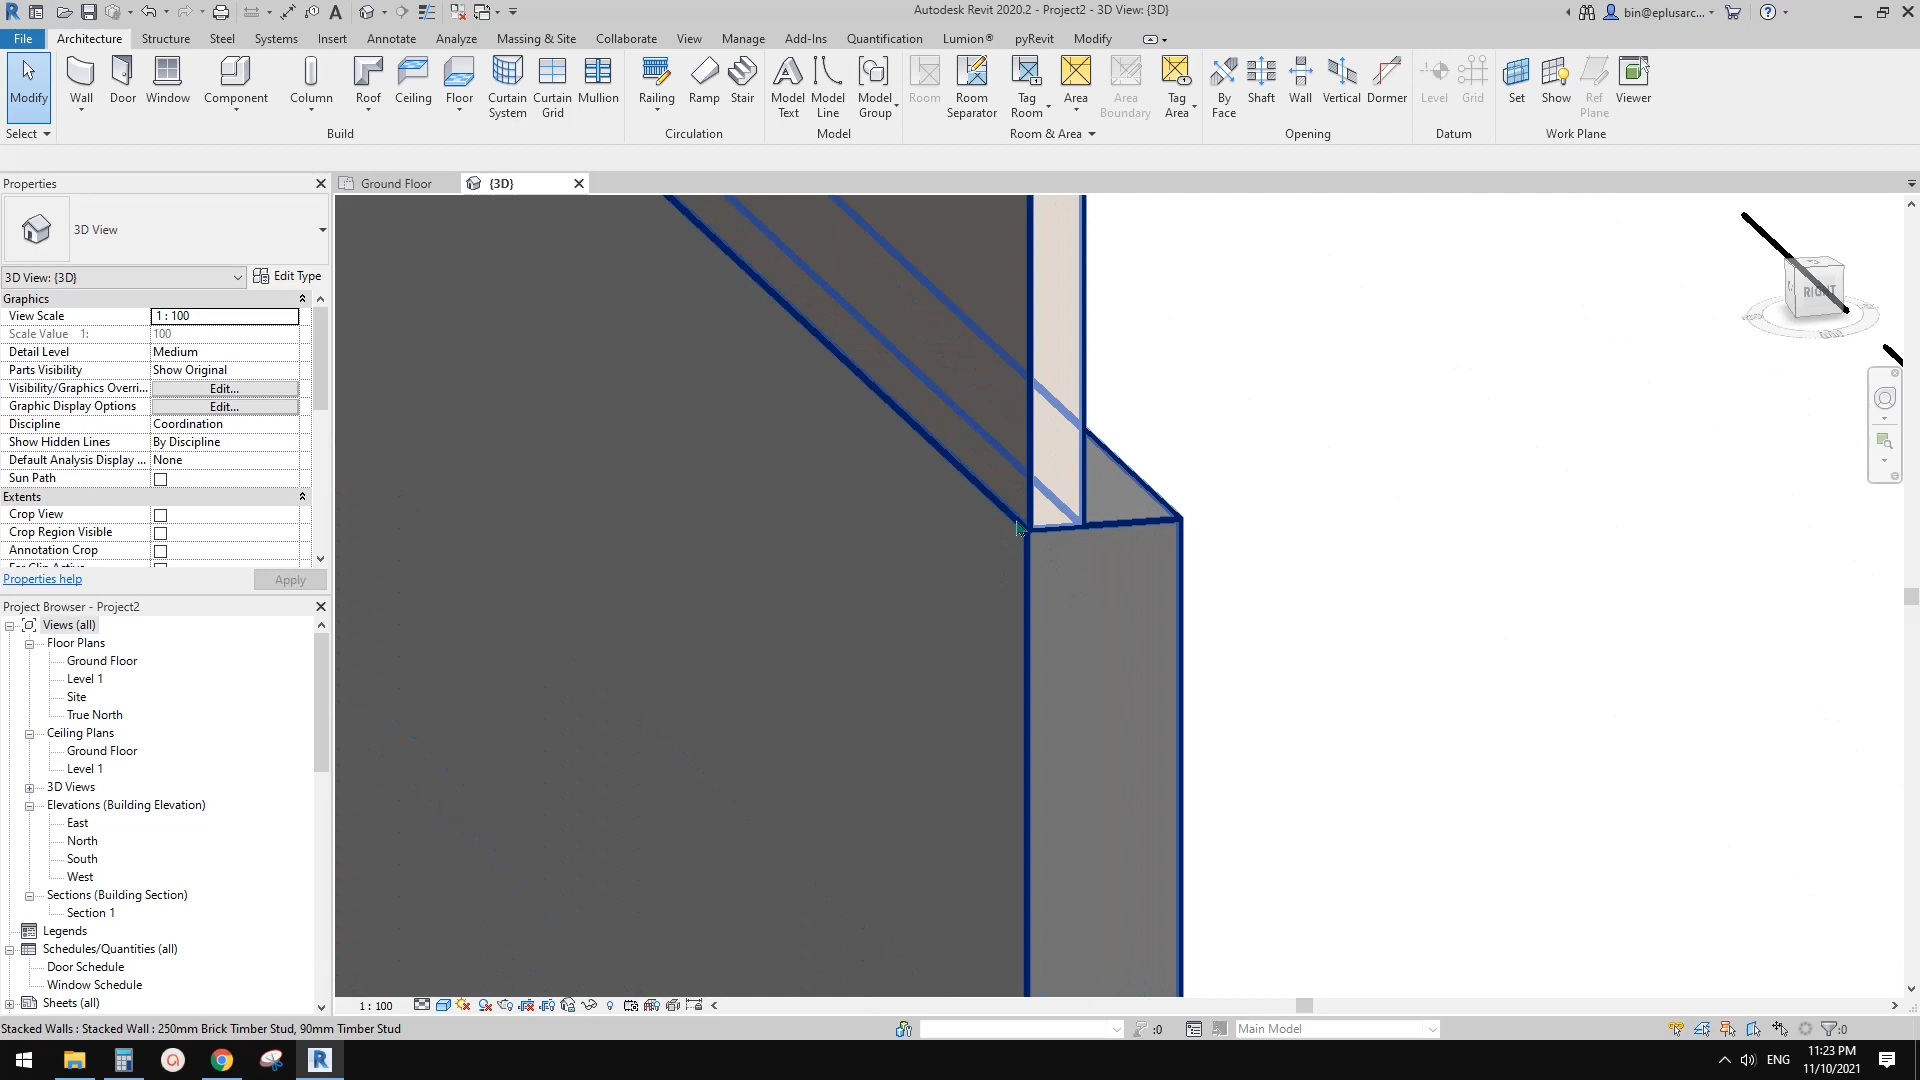 Autodesk Revit 2020.2 - Project2 - 3D View: {3D}
bin@eplusarc...
File Architecture Structure Steel Systems Insert Annotate Analyze Massing & Site Collaborate View Manage Add-Ins Quantification Lumion® pyRevit Modify
Modify Wall Door Window Component Column Roof Ceiling Floor Curtain System Curtain Grid Mullion Railing Ramp Stair Model Text Model Line Model Group Room Room Separator Tag Room Area Area Boundary Tag Area By Face Shaft Wall Vertical Dormer Level Grid Set Show Ref Plane Viewer
Select Build Circulation Model Room & Area Opening Datum Work Plane
Properties
Ground Floor {3D}
3D View
3D View: {3D} Edit Type
Graphics
View Scale 1 : 100
Scale Value 1: 100
Detail Level Medium
Parts Visibility Show Original
Visibility/Graphics Overri... Edit...
Graphic Display Options Edit...
Discipline Coordination
Show Hidden Lines By Discipline
Default Analysis Display ... None
Sun Path
Extents
Crop View
Crop Region Visible
Annotation Crop
Properties help Apply
RIGHT
Project Browser - Project2
Views (all)
Floor Plans
Ground Floor
Level 1
Site
True North
Ceiling Plans
Ground Floor
Level 1
3D Views
Elevations (Building Elevation)
East
North
South
West
Sections (Building Section)
Section 1
Legends
Schedules/Quantities (all)
Door Schedule
Window Schedule
Sheets (all)
1 : 100
Stacked Walls : Stacked Wall : 250mm Brick Timber Stud, 90mm Timber Stud
:0 Main Model :0
ENG
11:23 PM
11/10/2021